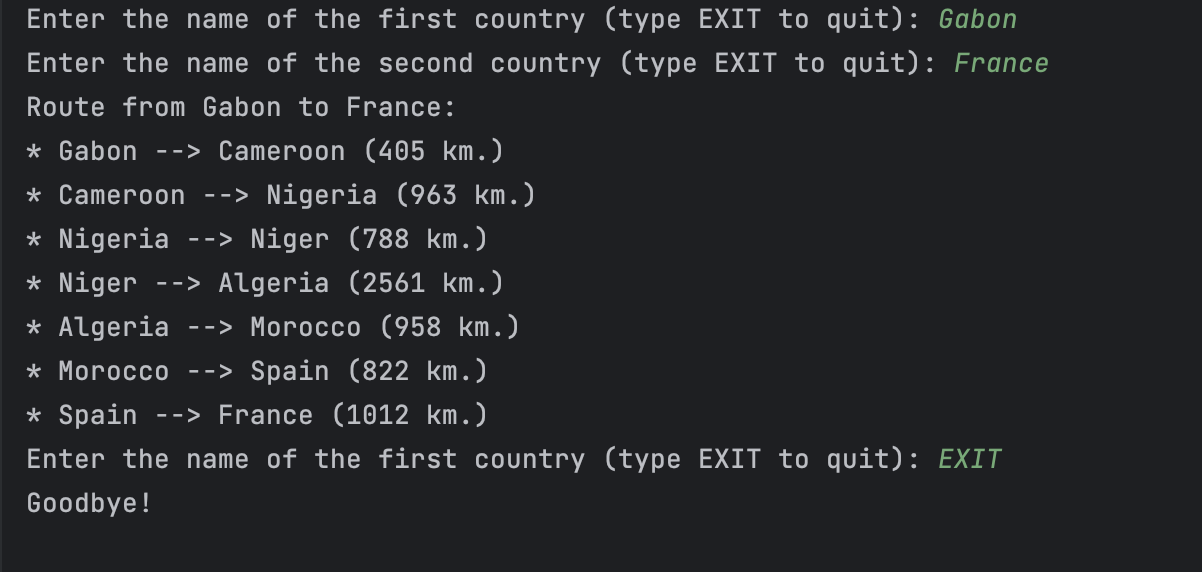 Enter the name of the first country (type EXIT to quit): Gabon
Enter the name of the second country (type EXIT to quit): France
Route from Gabon to France:
* Gabon --> Cameroon (405 km.)
* Cameroon --> Nigeria (963 km.)
* Nigeria --> Niger (788 km.)
* Niger --> Algeria (2561 km.)
* Algeria --> Morocco (958 km.)
* Morocco --> Spain (822 km.)
* Spain --> France (1012 km.)
Enter the name of the first country (type EXIT to quit): EXIT
Goodbye!